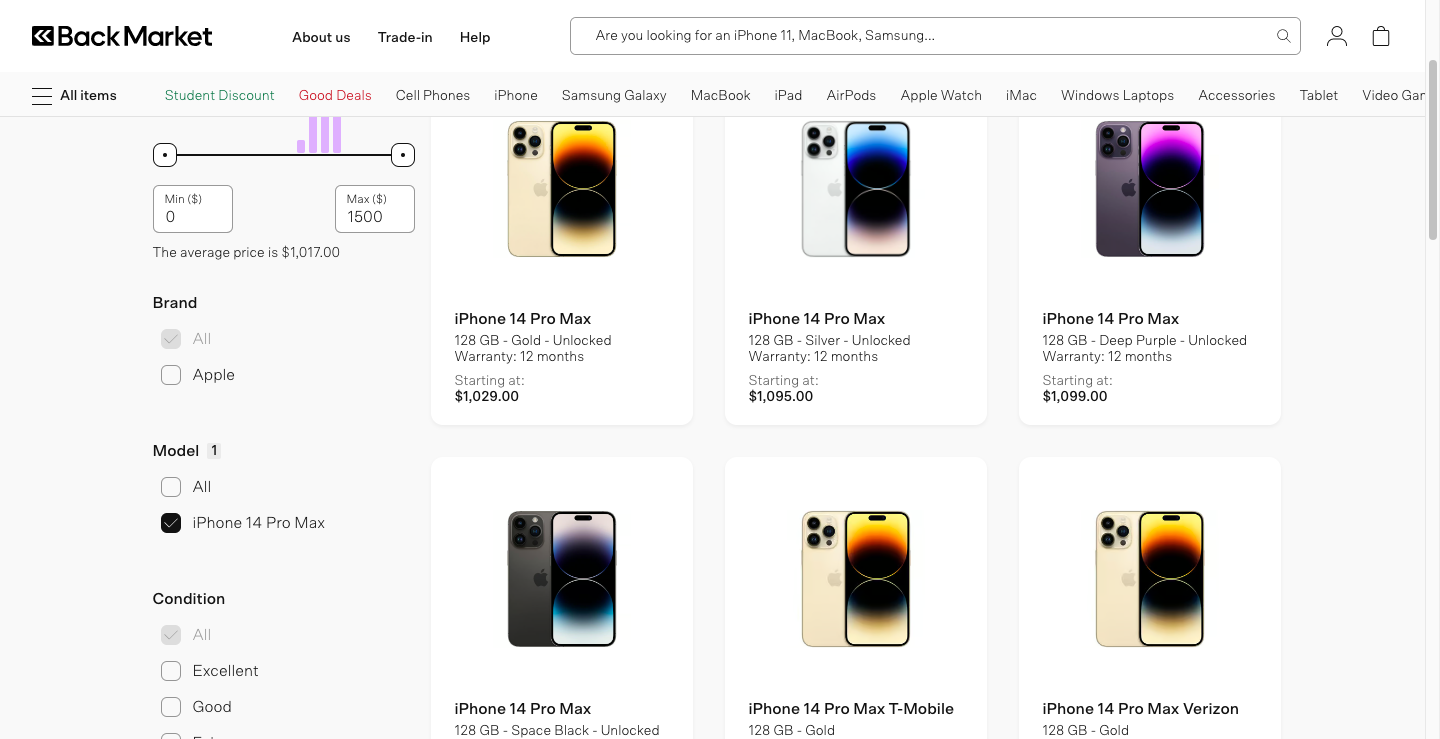 BackMarket
About us
Trade-in
Help
Are you looking for an iPhone 11, MacBook, Samsung...
All items
Student Discount
Good Deals
Cell Phones
iPhone
Samsung Galaxy
MacBook
iPad
AirPods
Apple Watch
iMac
Windows Laptops
Accessories
Tablet
Video Gar
Min ($)
0
Max ($)
1500
The average price is $1,017.00
Brand
All
Apple
Model 1
All
iPhone 14 Pro Max
Condition
All
Excellent
Good
iPhone 14 Pro Max
128 GB - Gold - Unlocked
Warranty: 12 months
Starting at:
$1,029.00
iPhone 14 Pro Max
128 GB - Silver - Unlocked
Warranty: 12 months
Starting at:
$1,095.00
iPhone 14 Pro Max
128 GB - Deep Purple - Unlocked
Warranty: 12 months
Starting at:
$1,099.00
iPhone 14 Pro Max
128 GB - Space Black - Unlocked
iPhone 14 Pro Max T-Mobile
128 GB - Gold
iPhone 14 Pro Max Verizon
128 GB - Gold